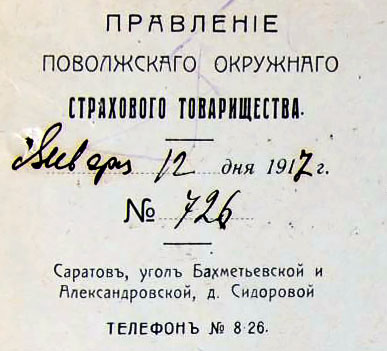 ПРАВЛЕНІЕ
ПОВОЛЖСКАГО ОКРУЖНАГО
СТРАХОВОГО ТОВАРИЩЕСТВА.
Января 12 дня 1917 г.
№ 726
Саратовъ, уголъ Бахметьевской и
Александровской, д. Сидоровой
ТЕЛЕФОНЪ № 8-26.